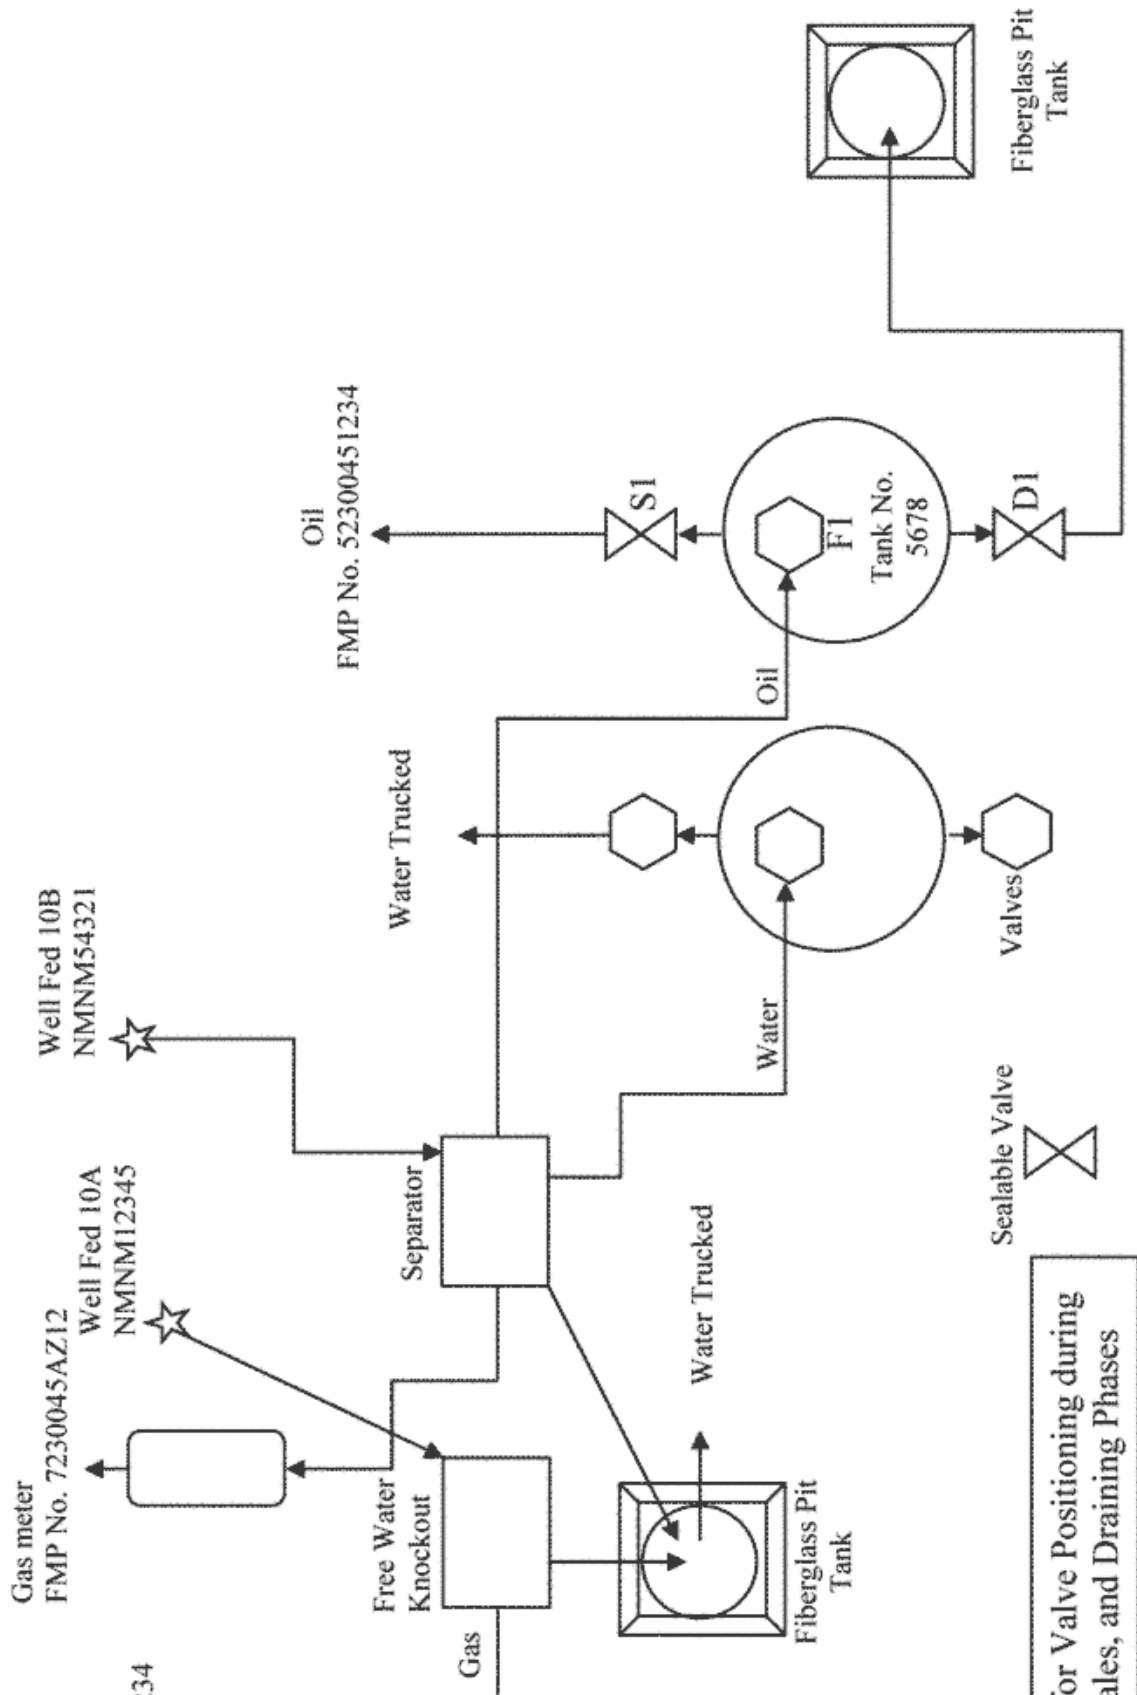 Gas meter
FMP No. 7230045AZ12
Well Fed 10A
NMNM12345
Well Fed 10B
NMNM54321
Oil
FMP No. 52300451234
Fiberglass Pit
Tank
Free Water
Knockout
Separator
Water Trucked
S1
Gas
Water
Oil
F1
Tank No.
5678
D1
Water Trucked
Fiberglass Pit
Tank
Valves
Sealable Valve
or Valve Positioning during
ales, and Draining Phases
234